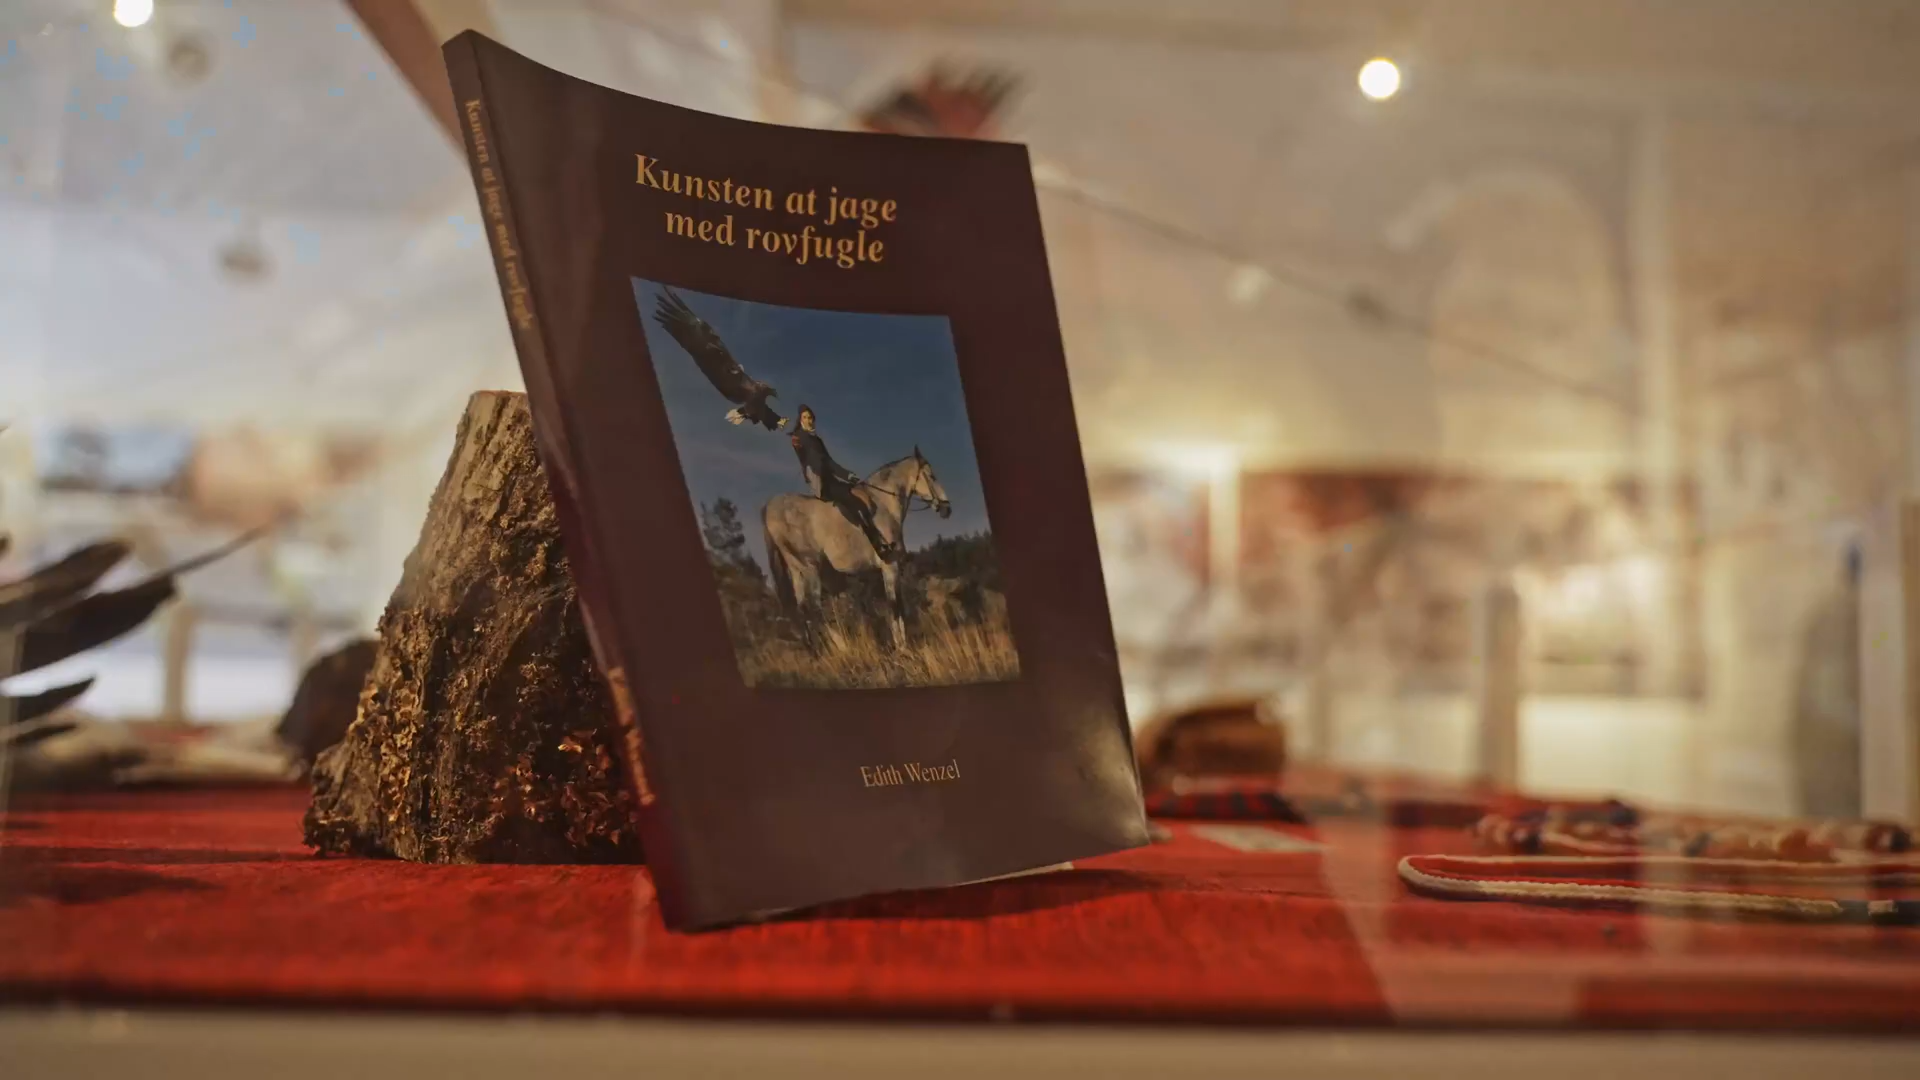 Kunsten at jage
med rovfugle
Edith Wenzel
Kunsten at jage med rovfugle